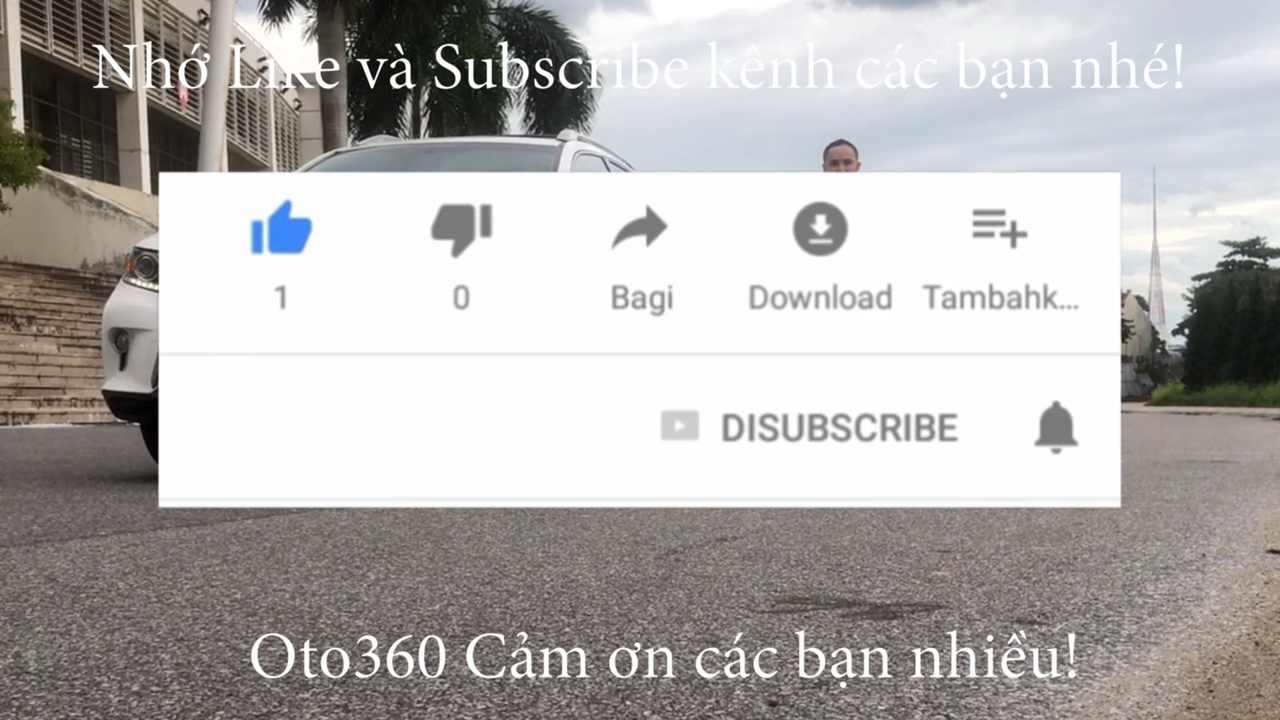 Nhớ Like và Subscribe kênh các bạn nhé!
1 0 Bagi Download Tambahk...
DISUBSCRIBE
Oto360 Cảm ơn các bạn nhiều!